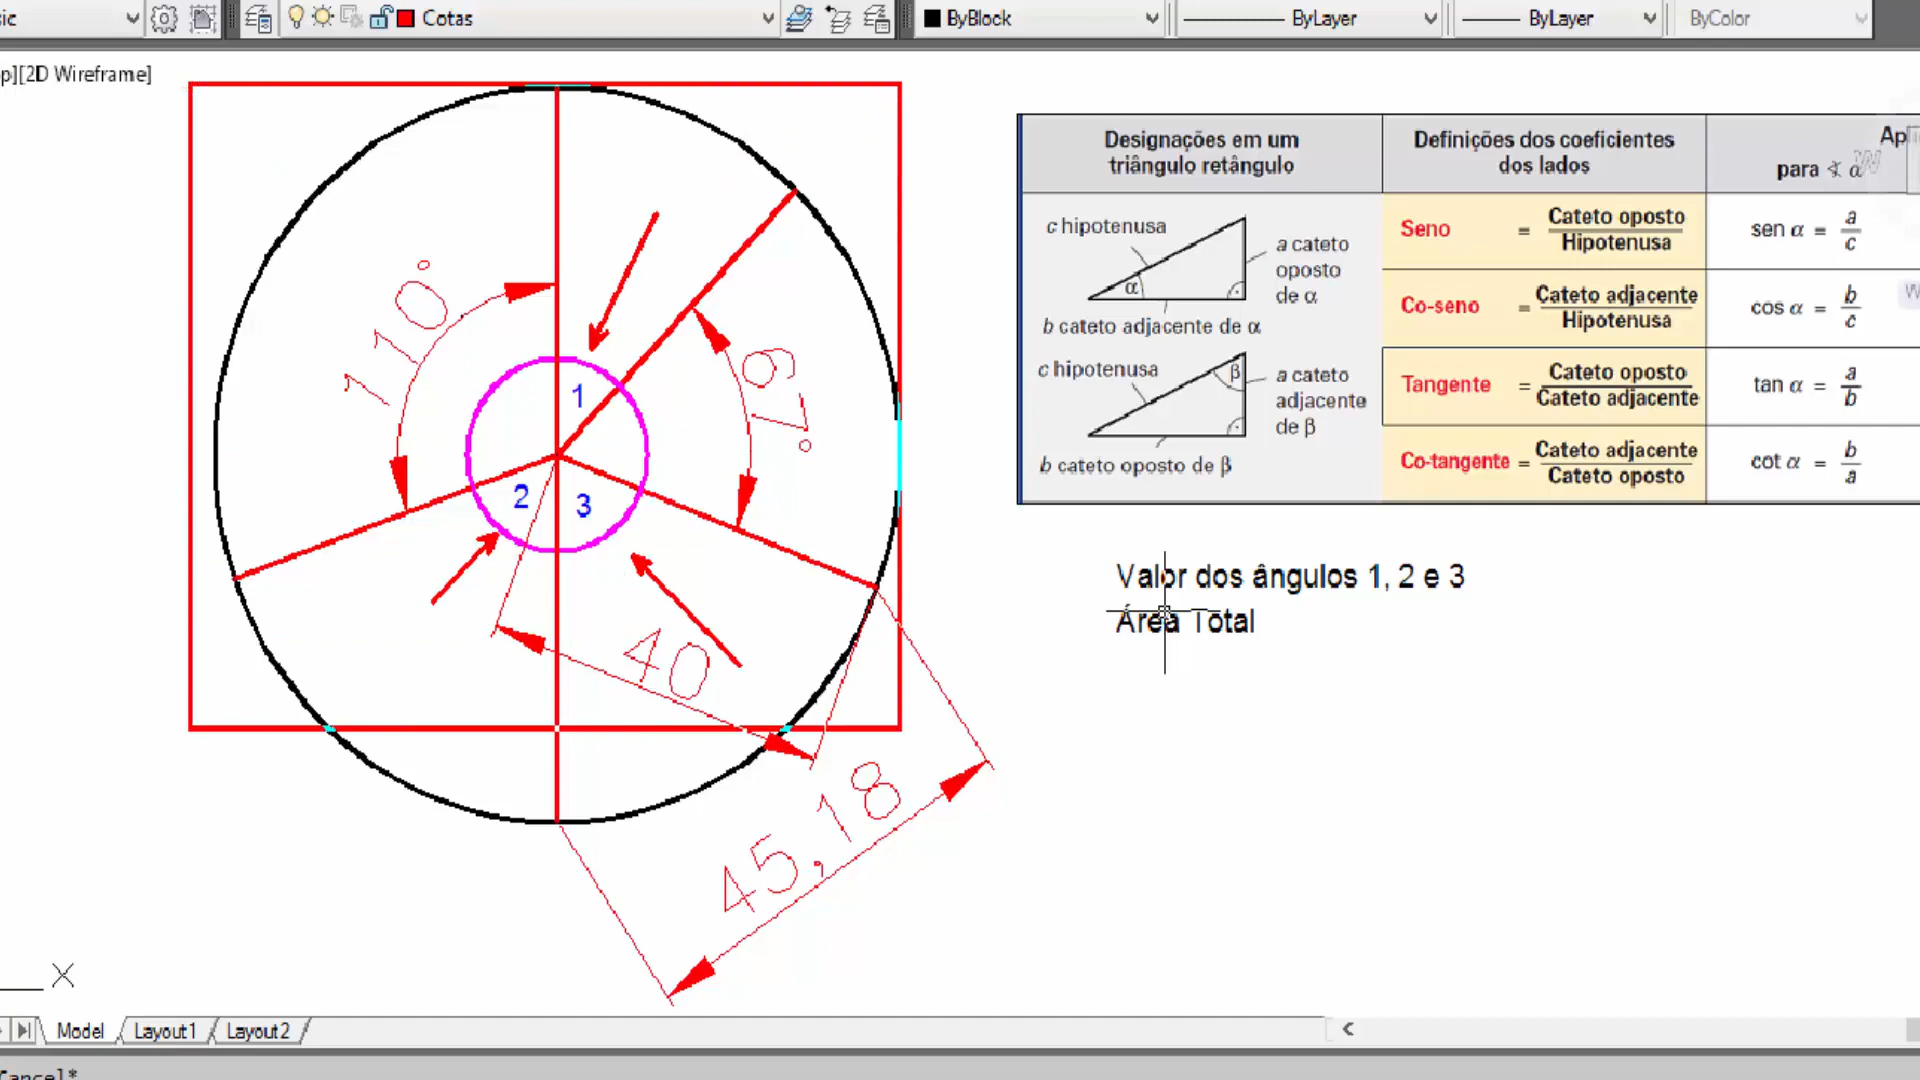 ic
Cotas
ByBlock
ByLayer
ByLayer
ByColor
p][2D Wireframe]
110°
67°
1
2
3
40
45,18
Designações em um
triângulo retângulo
Definições dos coeficientes
dos lados
Ap
para ∢ α
c hipotenusa
a cateto
oposto
de α
α
b cateto adjacente de α
c hipotenusa
β
a cateto
adjacente
de β
b cateto oposto de β
Seno = Cateto oposto / Hipotenusa
sen α = a / c
Co-seno = Cateto adjacente / Hipotenusa
cos α = b / c
Tangente = Cateto oposto / Cateto adjacente
tan α = a / b
Co-tangente = Cateto adjacente / Cateto oposto
cot α = b / a
Valor dos ângulos 1, 2 e 3
Área Total
X
Model
Layout1
Layout2
Cancel*